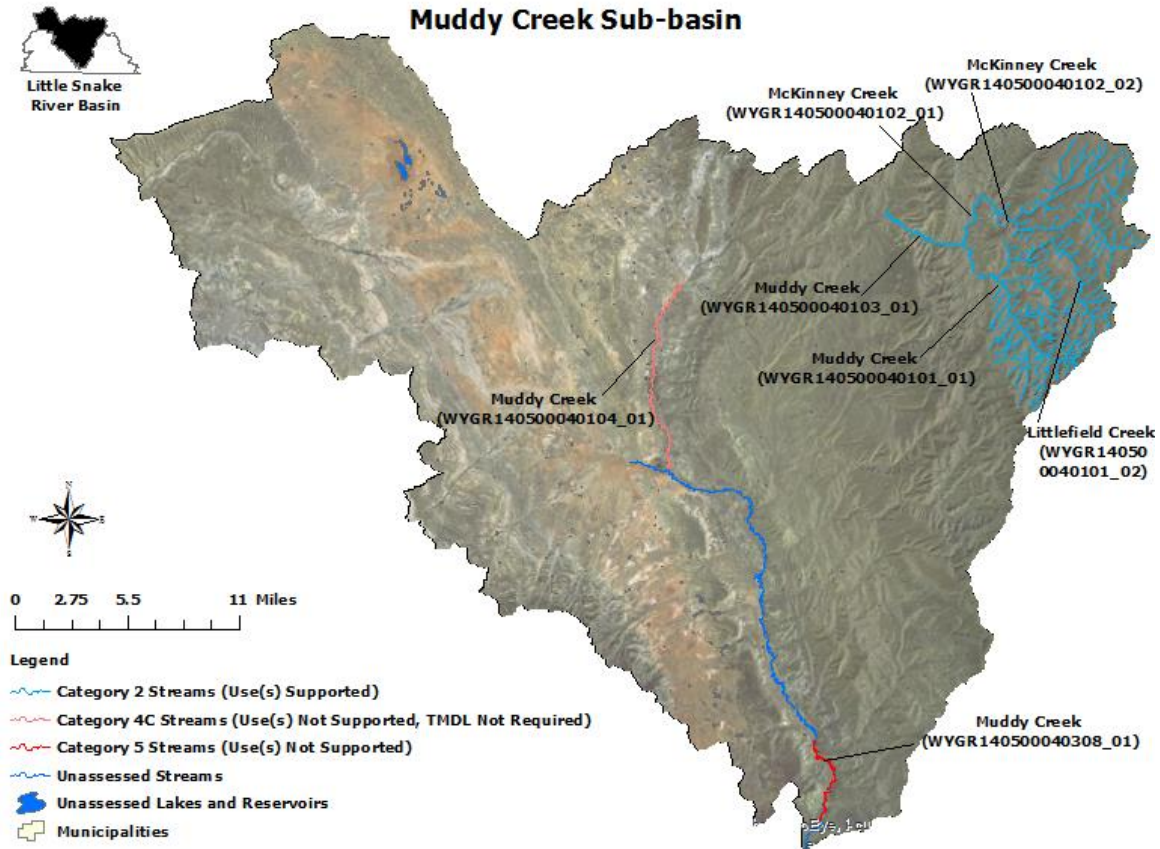 Muddy Creek Sub-basin
Little Snake
River Basin
McKinney Creek
(WYGR140500040102_02)
McKinney Creek
(WYGR140500040102_01)
Muddy Creek
(WYGR140500040103_01)
Muddy Creek
(WYGR140500040101_01)
Muddy Creek
(WYGR140500040104_01)
Littlefield Creek
(WYGR14050
0040101_02)
N
W E
S
0 2.75 5.5 11 Miles
Legend
Category 2 Streams (Use(s) Supported)
Category 4C Streams (Use(s) Not Supported, TMDL Not Required)
Category 5 Streams (Use(s) Not Supported)
Unassessed Streams
Unassessed Lakes and Reservoirs
Municipalities
Muddy Creek
(WYGR140500040308_01)